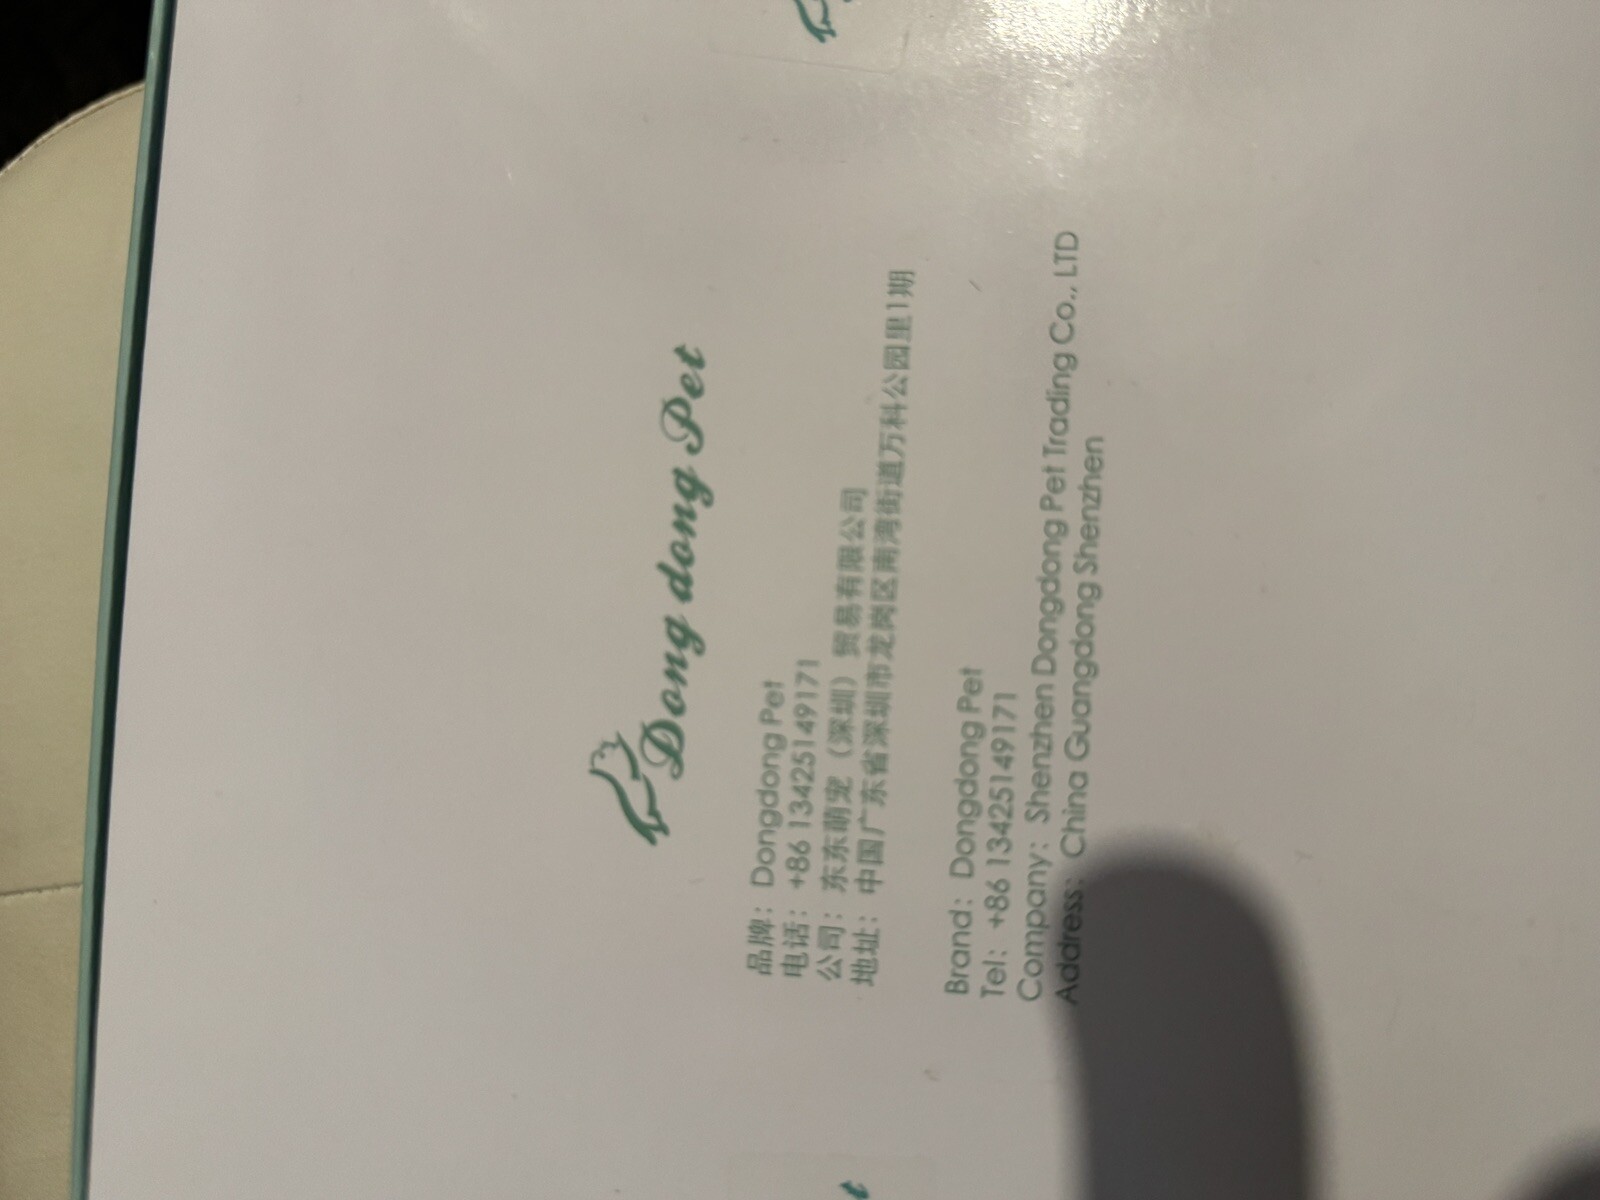 Dong dong Pet
品牌：Dongdong Pet
电话：+86 13425149171
公司：东东萌宠（深圳）贸易有限公司
地址：中国广东省深圳市龙岗区南湾街道万科公园里1期
Brand：Dongdong Pet
Tel：+86 13425149171
Company：Shenzhen Dongdong Pet Trading Co., LTD
Address：China Guangdong Shenzhen
t